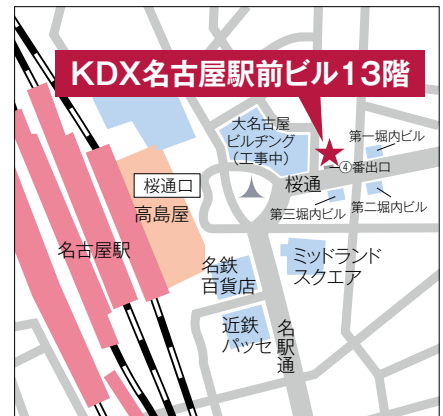 KDX名古屋駅前ビル13階
大名古屋
ビルヂング
(工事中)
第一堀内ビル
④番出口
桜通口
桜通
高島屋
第三堀内ビル
第二堀内ビル
名古屋駅
名鉄
百貨店
ミッドランド
スクエア
近鉄
パッセ
名駅通